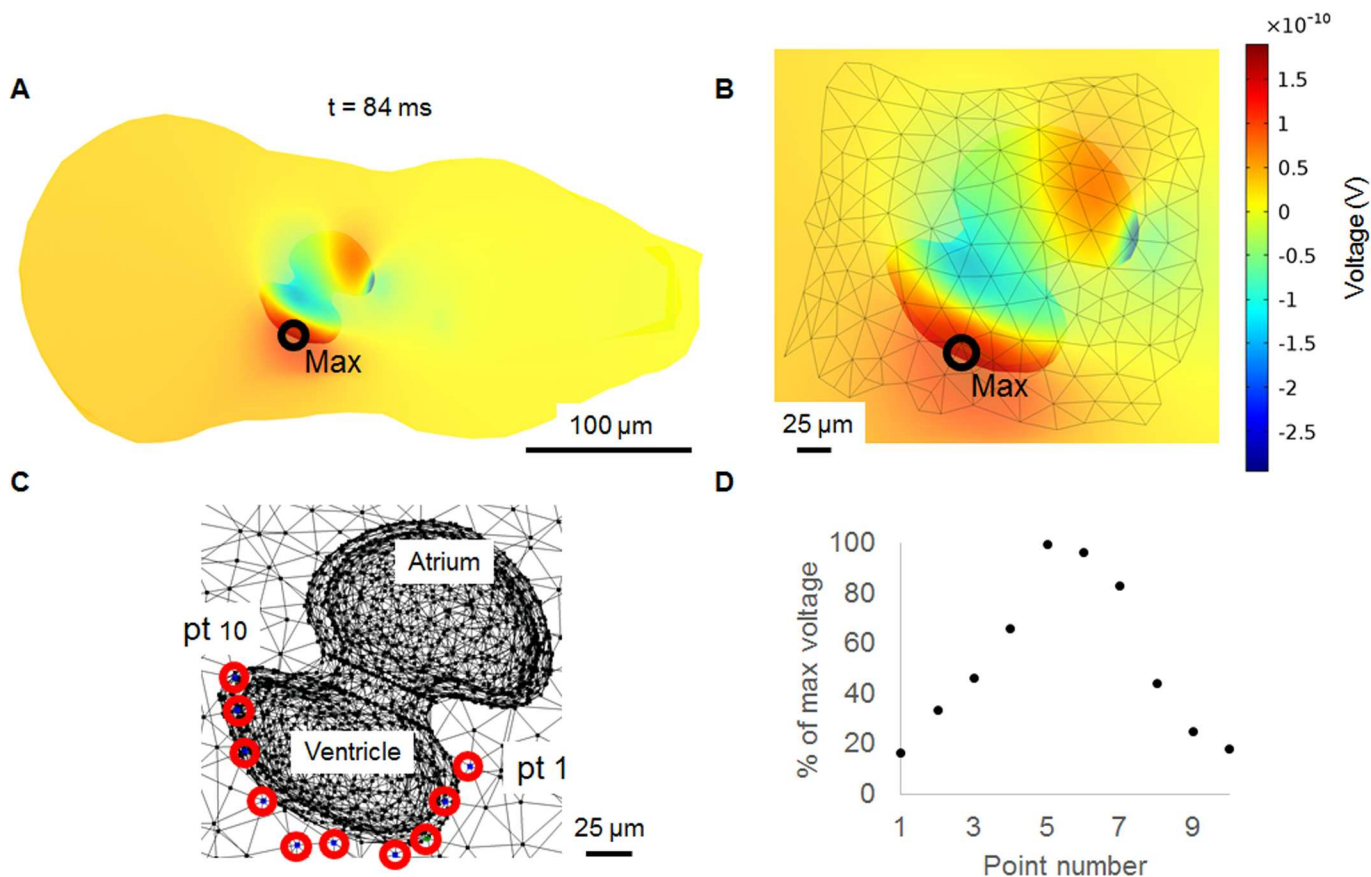 A
t = 84 ms
Max
100 µm
B
Max
25 µm
×10⁻¹⁰
1.5
1
0.5
0
-0.5
-1
-1.5
-2
-2.5
Voltage (V)
C
Atrium
pt 10
Ventricle
pt 1
25 µm
D
100
80
60
40
20
0
1 3 5 7 9
% of max voltage
Point number